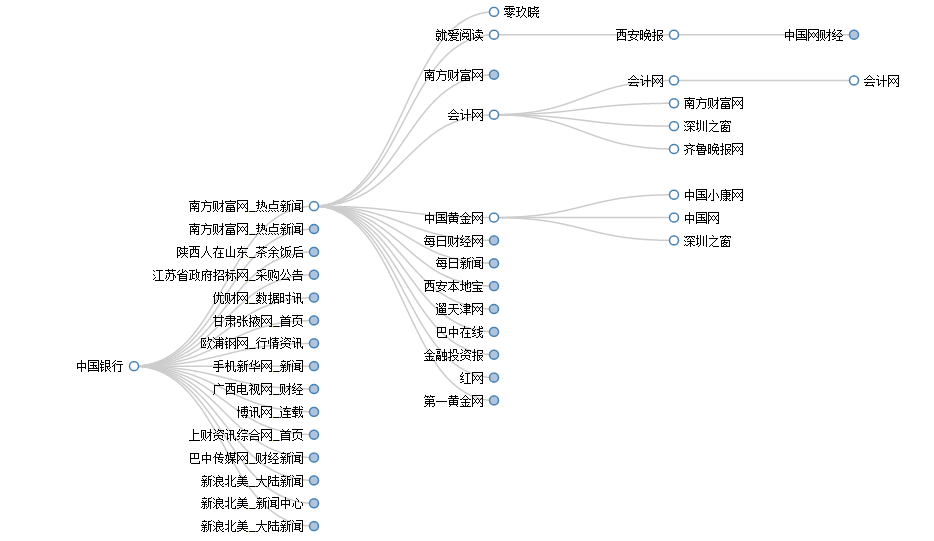 零玖晓
就爱阅读
西安晚报
中国网财经
南方财富网
会计网
会计网
会计网
南方财富网
深圳之窗
齐鲁晚报网
中国小康网
南方财富网_热点新闻
中国黄金网
中国网
南方财富网_热点新闻
每日财经网
深圳之窗
陕西人在山东_茶余饭后
每日新闻
江苏省政府招标网_采购公告
西安本地宝
优财网_数据时讯
遛天津网
甘肃张掖网_首页
巴中在线
欧浦钢网_行情资讯
金融投资报
中国银行
手机新华网_新闻
红网
广西电视网_财经
第一黄金网
博讯网_连载
上财资讯综合网_首页
巴中传媒网_财经新闻
新浪北美_大陆新闻
新浪北美_新闻中心
新浪北美_大陆新闻